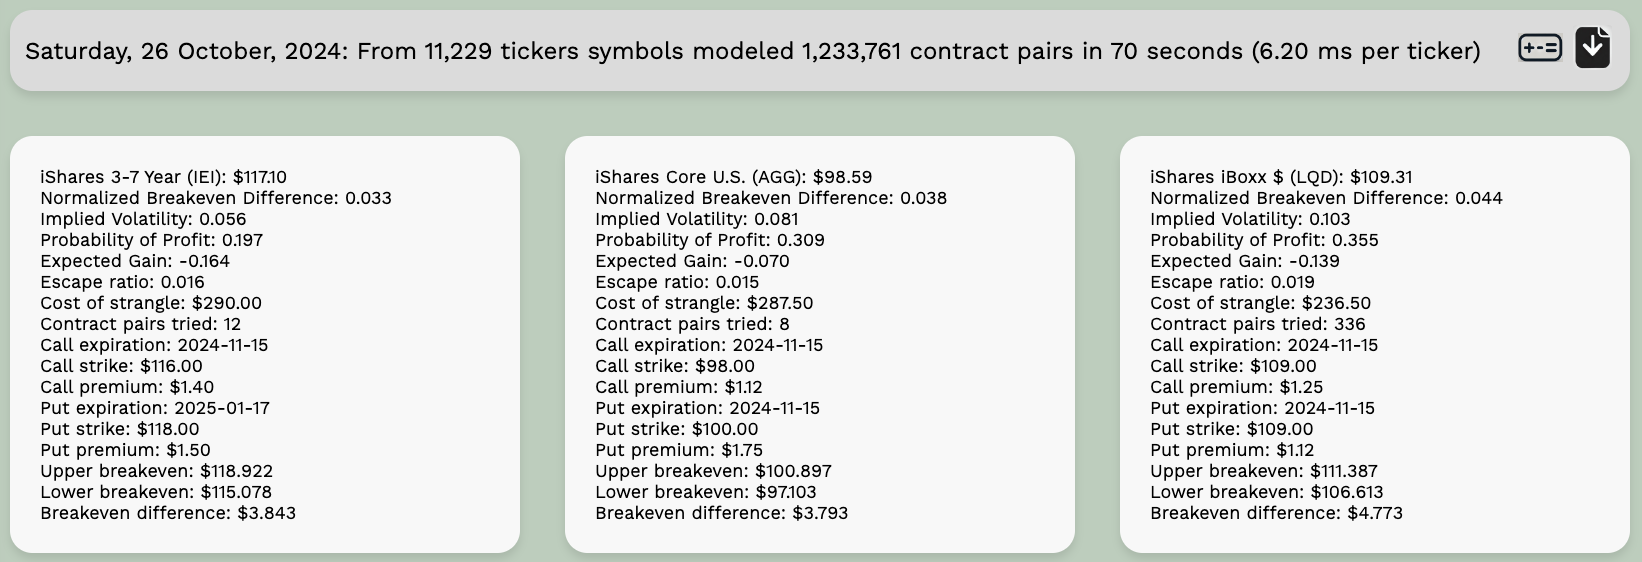 Saturday, 26 October, 2024: From 11,229 tickers symbols modeled 1,233,761 contract pairs in 70 seconds (6.20 ms per ticker)
iShares 3-7 Year (IEI): $117.10
Normalized Breakeven Difference: 0.033
Implied Volatility: 0.056
Probability of Profit: 0.197
Expected Gain: -0.164
Escape ratio: 0.016
Cost of strangle: $290.00
Contract pairs tried: 12
Call expiration: 2024-11-15
Call strike: $116.00
Call premium: $1.40
Put expiration: 2025-01-17
Put strike: $118.00
Put premium: $1.50
Upper breakeven: $118.922
Lower breakeven: $115.078
Breakeven difference: $3.843
iShares Core U.S. (AGG): $98.59
Normalized Breakeven Difference: 0.038
Implied Volatility: 0.081
Probability of Profit: 0.309
Expected Gain: -0.070
Escape ratio: 0.015
Cost of strangle: $287.50
Contract pairs tried: 8
Call expiration: 2024-11-15
Call strike: $98.00
Call premium: $1.12
Put expiration: 2024-11-15
Put strike: $100.00
Put premium: $1.75
Upper breakeven: $100.897
Lower breakeven: $97.103
Breakeven difference: $3.793
iShares iBoxx $ (LQD): $109.31
Normalized Breakeven Difference: 0.044
Implied Volatility: 0.103
Probability of Profit: 0.355
Expected Gain: -0.139
Escape ratio: 0.019
Cost of strangle: $236.50
Contract pairs tried: 336
Call expiration: 2024-11-15
Call strike: $109.00
Call premium: $1.25
Put expiration: 2024-11-15
Put strike: $109.00
Put premium: $1.12
Upper breakeven: $111.387
Lower breakeven: $106.613
Breakeven difference: $4.773